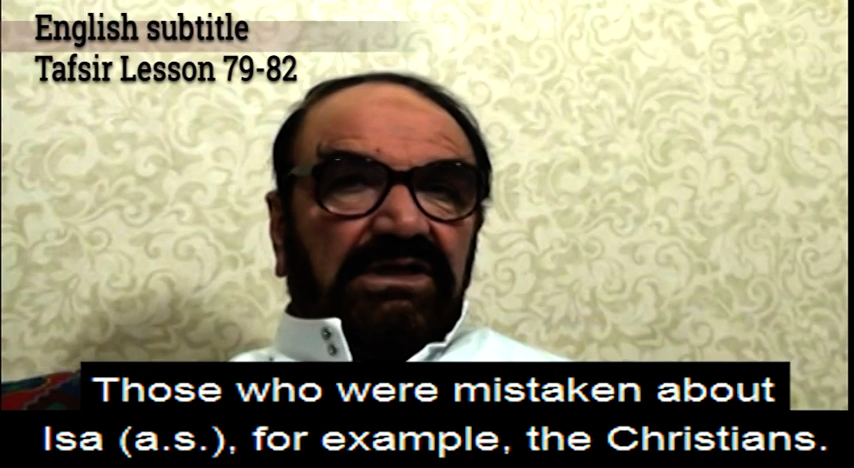 English subtitle
Tafsir Lesson 79-82
Those who were mistaken about
Isa (a.s.), for example, the Christians.